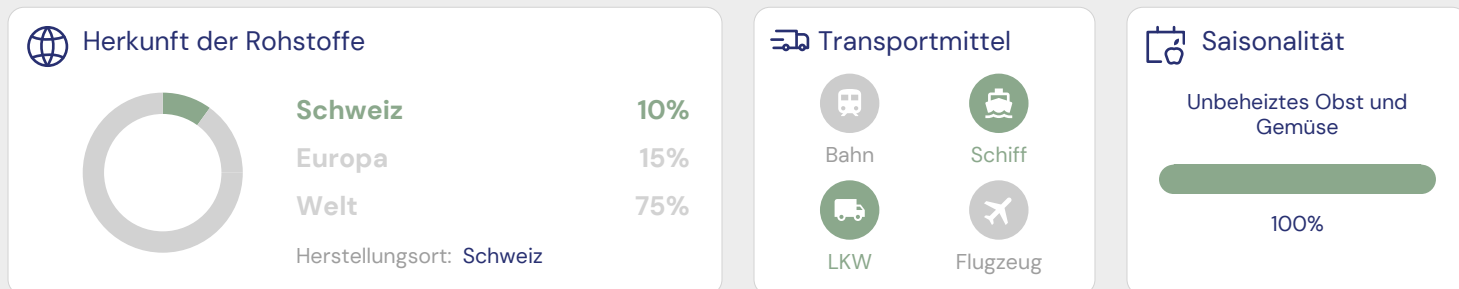 Herkunft der Rohstoffe
Schweiz 10%
Europa 15%
Welt 75%
Herstellungsort: Schweiz
Transportmittel
Bahn
Schiff
LKW
Flugzeug
Saisonalität
Unbeheiztes Obst und
Gemüse
100%